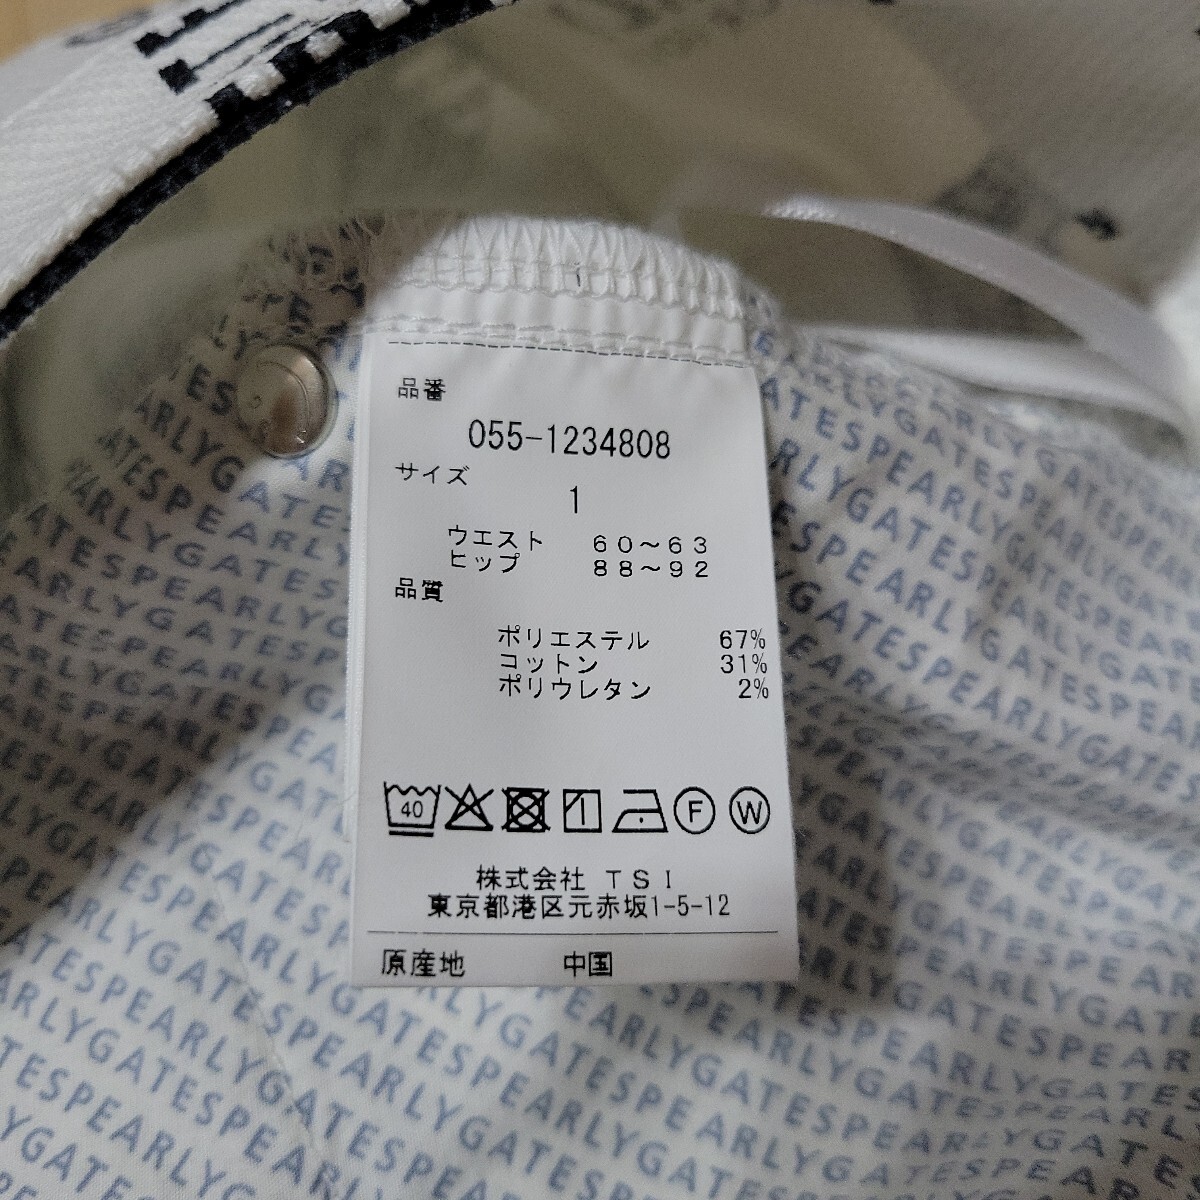 品番
055-1234808
サイズ
1
ウエスト 60～63
ヒップ 88～92
品質
ポリエステル 67%
コットン 31%
ポリウレタン 2%
40 F W
株式会社 TSI
東京都港区元赤坂1-5-12
原産地 中国
PEARLYGATES